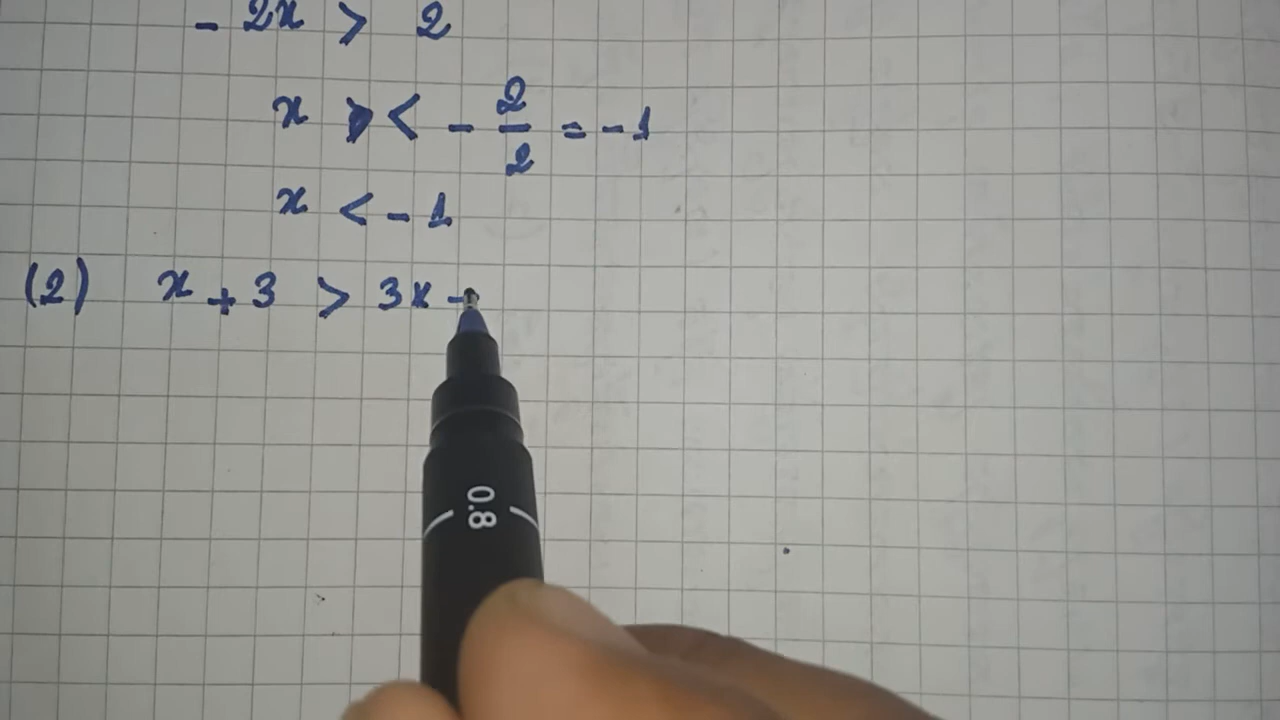 - 2x > 2
x < - 2/2 = -1
x < - 1
(2) x + 3 > 3x -
0.8